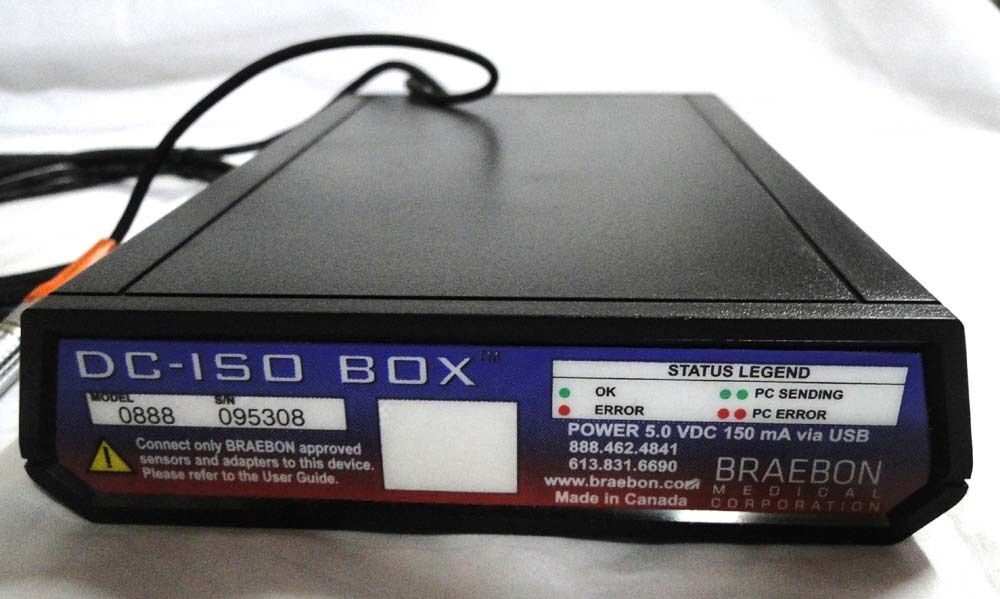 DC-ISO BOX™
MODEL S/N
0888 095308
Connect only BRAEBON approved
sensors and adapters to this device.
Please refer to the User Guide.
STATUS LEGEND
OK PC SENDING
ERROR PC ERROR
POWER 5.0 VDC 150 mA via USB
888.462.4841
613.831.6690
www.braebon.com
Made in Canada
BRAEBON
MEDICAL
CORPORATION